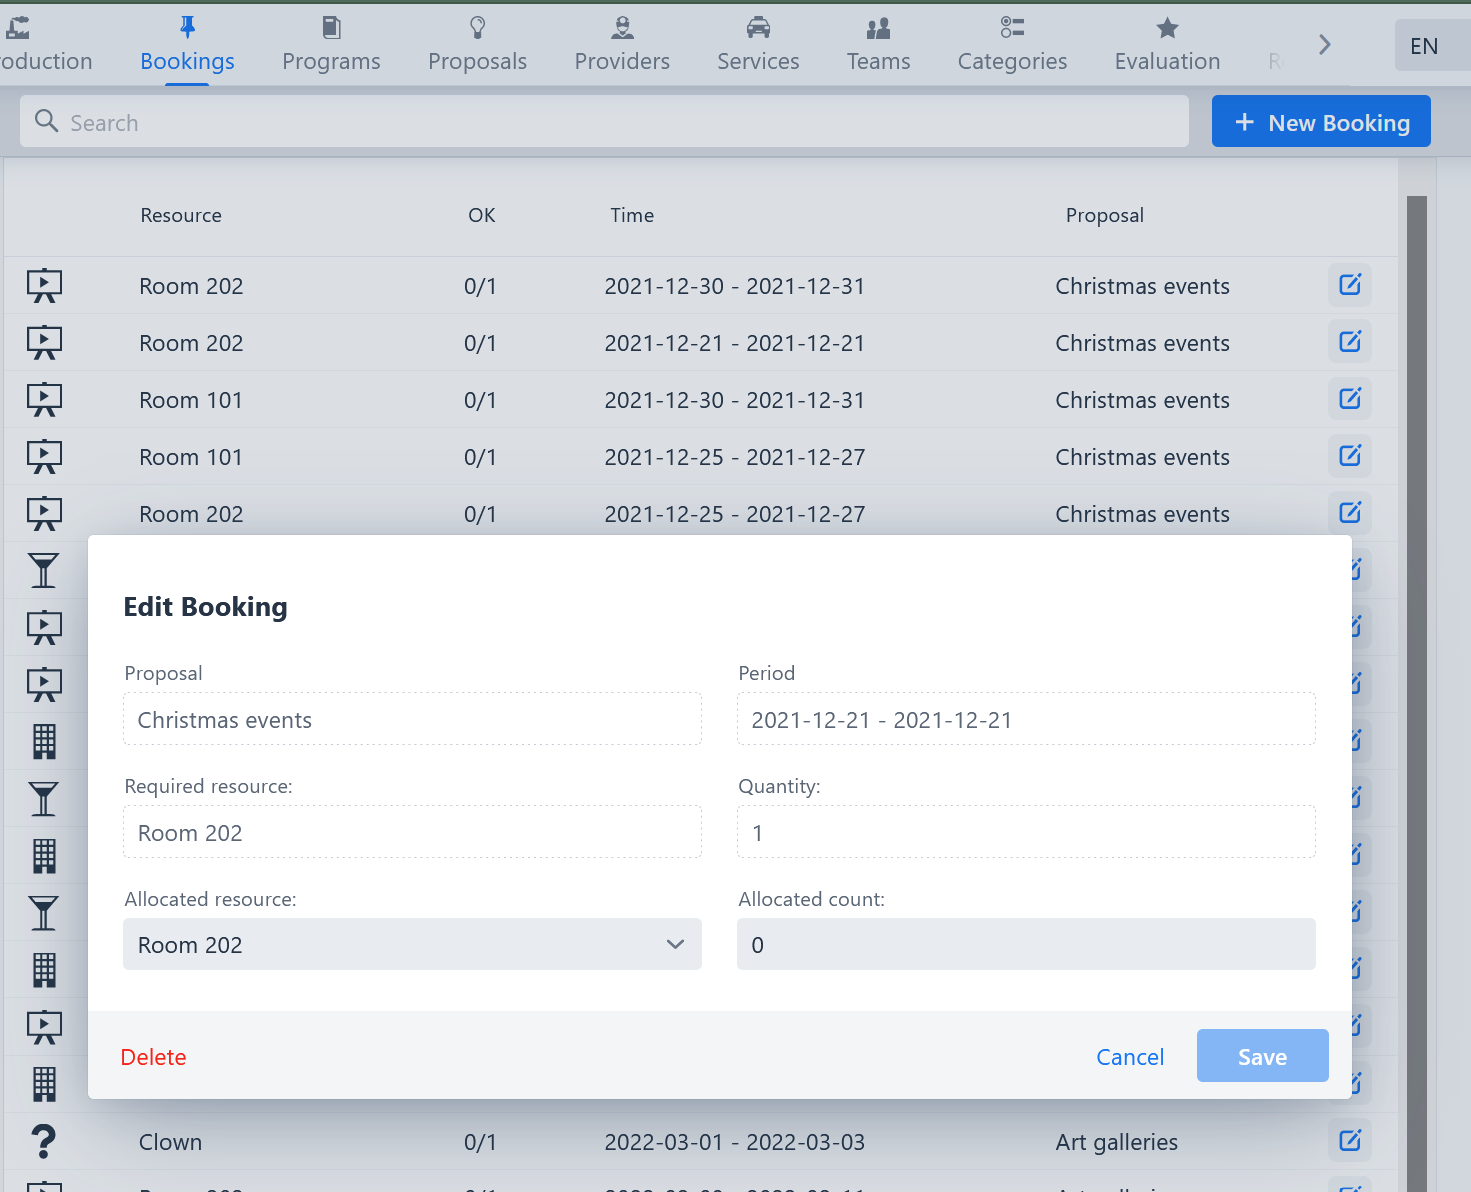 oduction Bookings Programs Proposals Providers Services Teams Categories Evaluation R EN
Search + New Booking
Resource OK Time Proposal
Room 202 0/1 2021-12-30 - 2021-12-31 Christmas events
Room 202 0/1 2021-12-21 - 2021-12-21 Christmas events
Room 101 0/1 2021-12-30 - 2021-12-31 Christmas events
Room 101 0/1 2021-12-25 - 2021-12-27 Christmas events
Room 202 0/1 2021-12-25 - 2021-12-27 Christmas events
Edit Booking
Proposal Period
Christmas events 2021-12-21 - 2021-12-21
Required resource: Quantity:
Room 202 1
Allocated resource: Allocated count:
Room 202 0
Delete Cancel Save
Clown 0/1 2022-03-01 - 2022-03-03 Art galleries